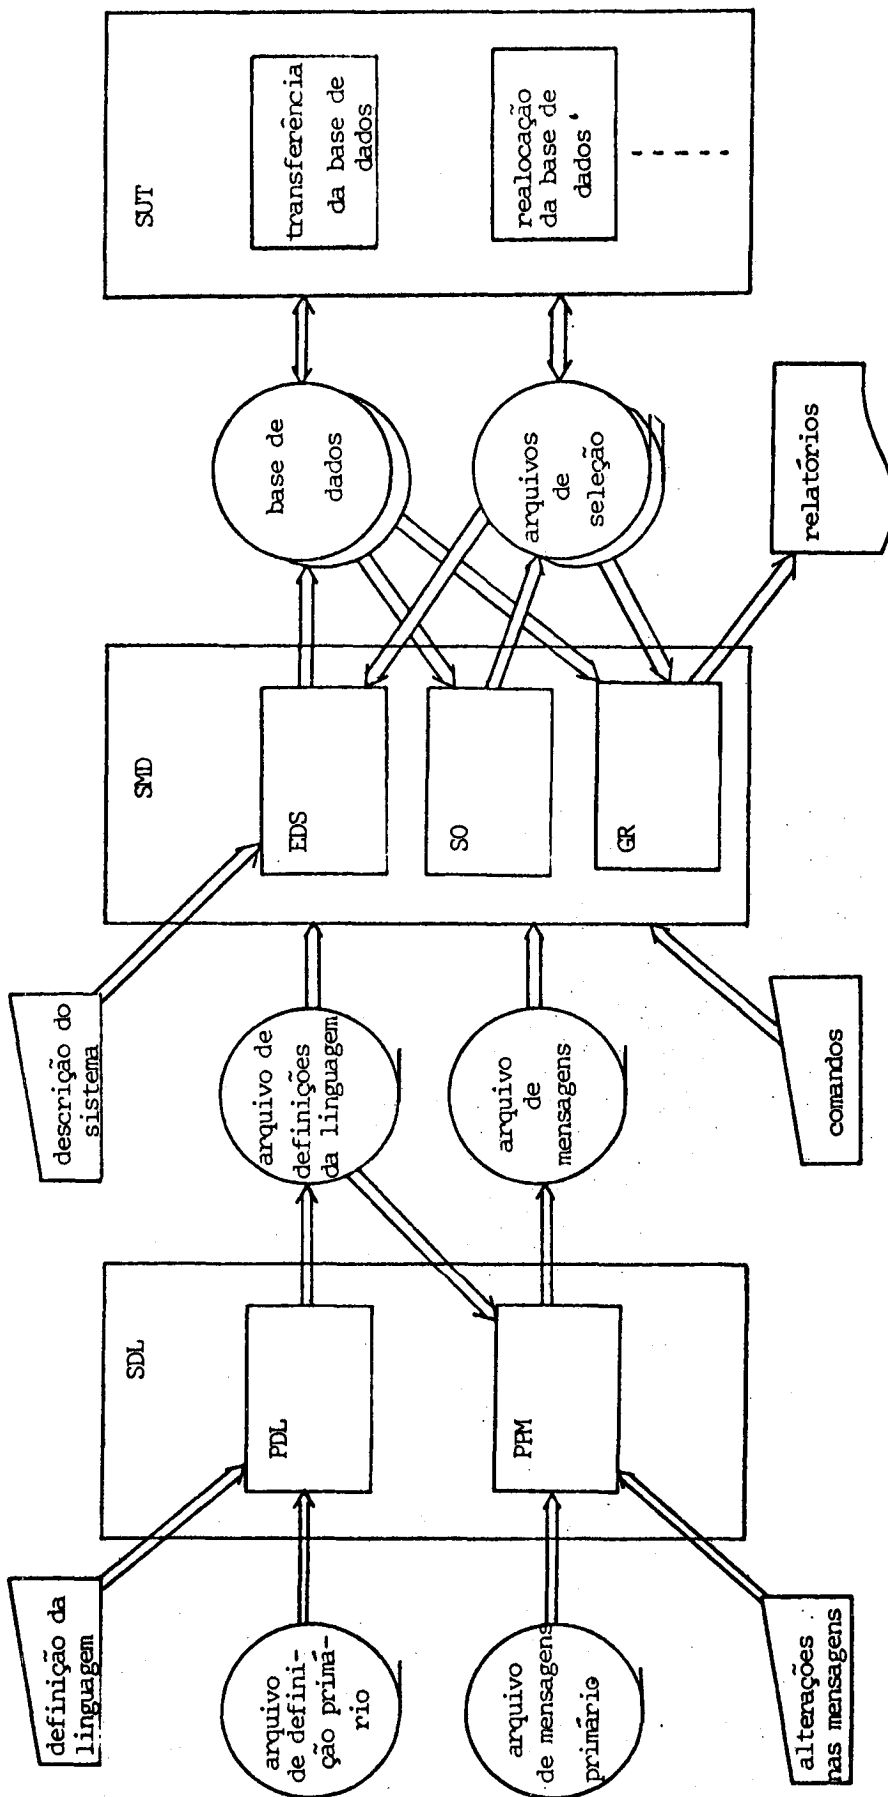 definição da
linguagem
arquivo
de defini-
ção primá-
rio
arquivo
de mensagens
primário
alterações
nas mensagens
SDL
PDL
PPM
descrição do
sistema
arquivo de
definições
da linguagem
arquivo
de
mensagens
comandos
SMD
EDS
SO
GR
base de
dados
arquivos
de
seleção
relatórios
SUT
transferência
da base de
dados
realocação
da base de
dados